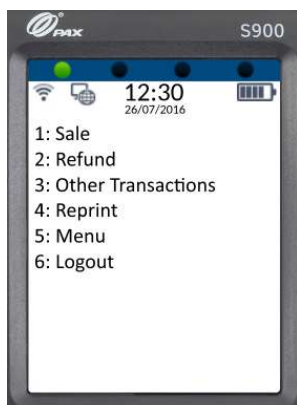 PAX
S900
12:30
26/07/2016
1: Sale
2: Refund
3: Other Transactions
4: Reprint
5: Menu
6: Logout